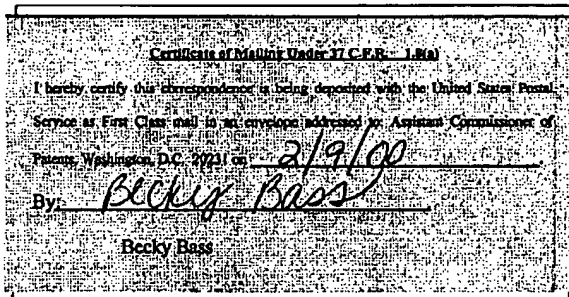 Certificate of Mailing Under 37 C.F.R. 1.8(a)
I hereby certify this correspondence is being deposited with the United States Postal
Service as First Class mail in an envelope addressed to: Assistant Commissioner of
Patents, Washington, D.C. 20231 on 2/9/00
By: Becky Bass
Becky Bass